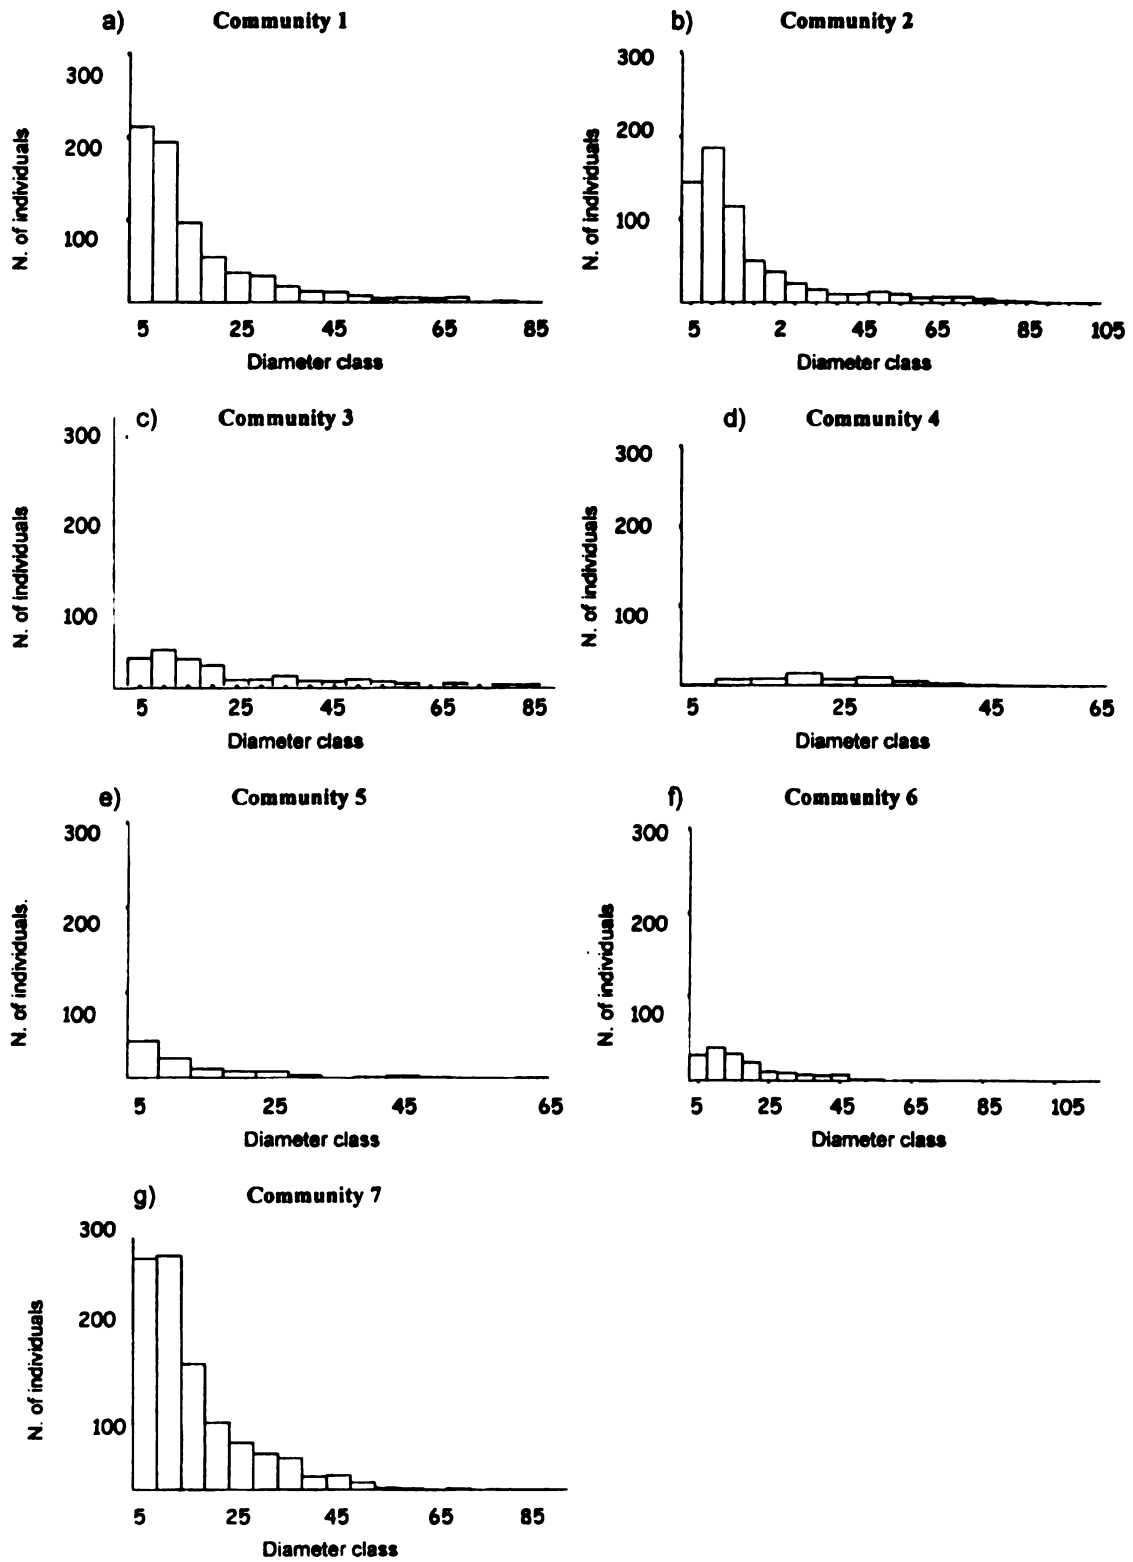 a) Community 1
300
200
100
N. of individuals
5 25 45 65 85
Diameter class
b) Community 2
300
200
100
N. of individuals
5 2 45 65 85 105
Diameter class
c) Community 3
300
200
100
N. of individuals
5 25 45 65 85
Diameter class
d) Community 4
300
200
100
N. of individuals
5 25 45 65
Diameter class
e) Community 5
300
200
100
N. of individuals.
5 25 45 65
Diameter class
f) Community 6
300
200
100
N. of individuals
5 25 45 65 85 105
Diameter class
g) Community 7
300
200
100
N. of individuals
5 25 45 65 85
Diameter class